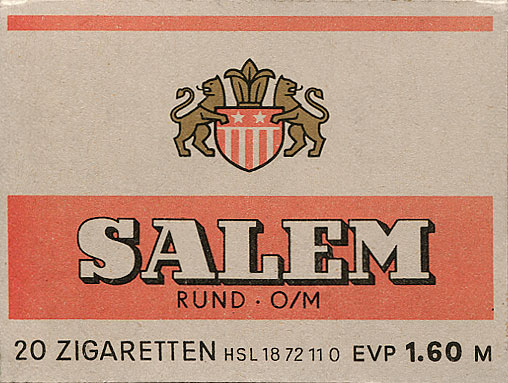 SALEM
RUND · O/M
20 ZIGARETTEN HSL 18 72 11 0 EVP 1.60 M